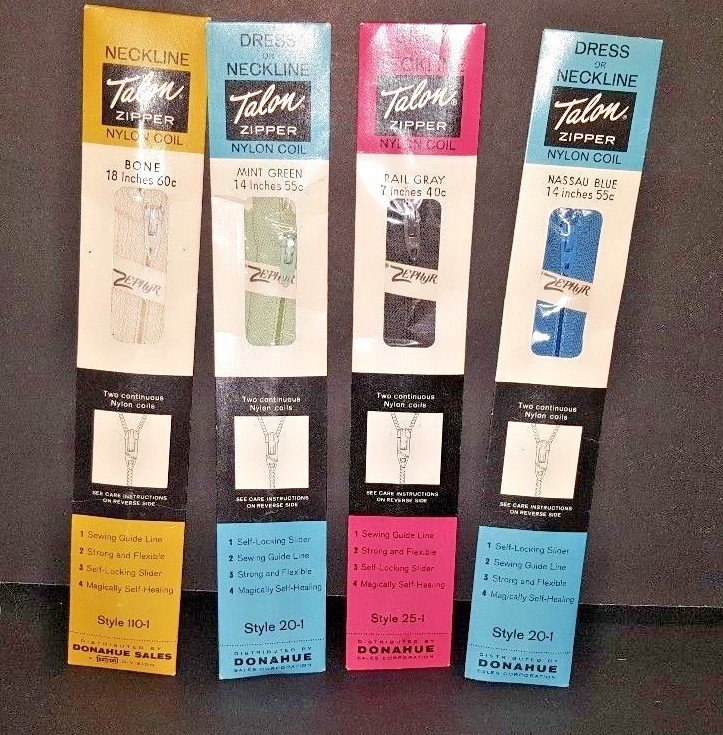 NECKLINE
Talon
ZIPPER
NYLON COIL
BONE
18 Inches 60c
ZEPHYR
Two continuous
Nylon coils
SEE CARE INSTRUCTIONS
ON REVERSE SIDE
1 Sewing Guide Line
2 Strong and Flexible
3 Self-Locking Slider
4 Magically Self-Healing
Style 110-1
DISTRIBUTED BY
DONAHUE SALES
A DIVISION
DRESS
OR
NECKLINE
Talon
ZIPPER
NYLON COIL
MINT GREEN
14 Inches 55c
ZEPHYR
Two continuous
Nylon coils
SEE CARE INSTRUCTIONS
ON REVERSE SIDE
1 Self-Locking Slider
2 Sewing Guide Line
3 Strong and Flexible
4 Magically Self-Healing
Style 20-1
DISTRIBUTED BY
DONAHUE
SALES CORPORATION
NECKLINE
Talon
ZIPPER
NYLON COIL
RAIL GRAY
7 Inches 40c
ZEPHYR
Two continuous
Nylon coils
SEE CARE INSTRUCTIONS
ON REVERSE SIDE
1 Sewing Guide Line
2 Strong and Flexible
3 Self-Locking Slider
4 Magically Self-Healing
Style 25-1
DISTRIBUTED BY
DONAHUE
SALES CORPORATION
DRESS
OR
NECKLINE
Talon
ZIPPER
NYLON COIL
NASSAU BLUE
14 inches 55c
ZEPHYR
Two continuous
Nylon coils
SEE CARE INSTRUCTIONS
ON REVERSE SIDE
1 Self-Locking Slider
2 Sewing Guide Line
3 Strong and Flexible
4 Magically Self-Healing
Style 20-1
DISTRIBUTED BY
DONAHUE
SALES CORPORATION